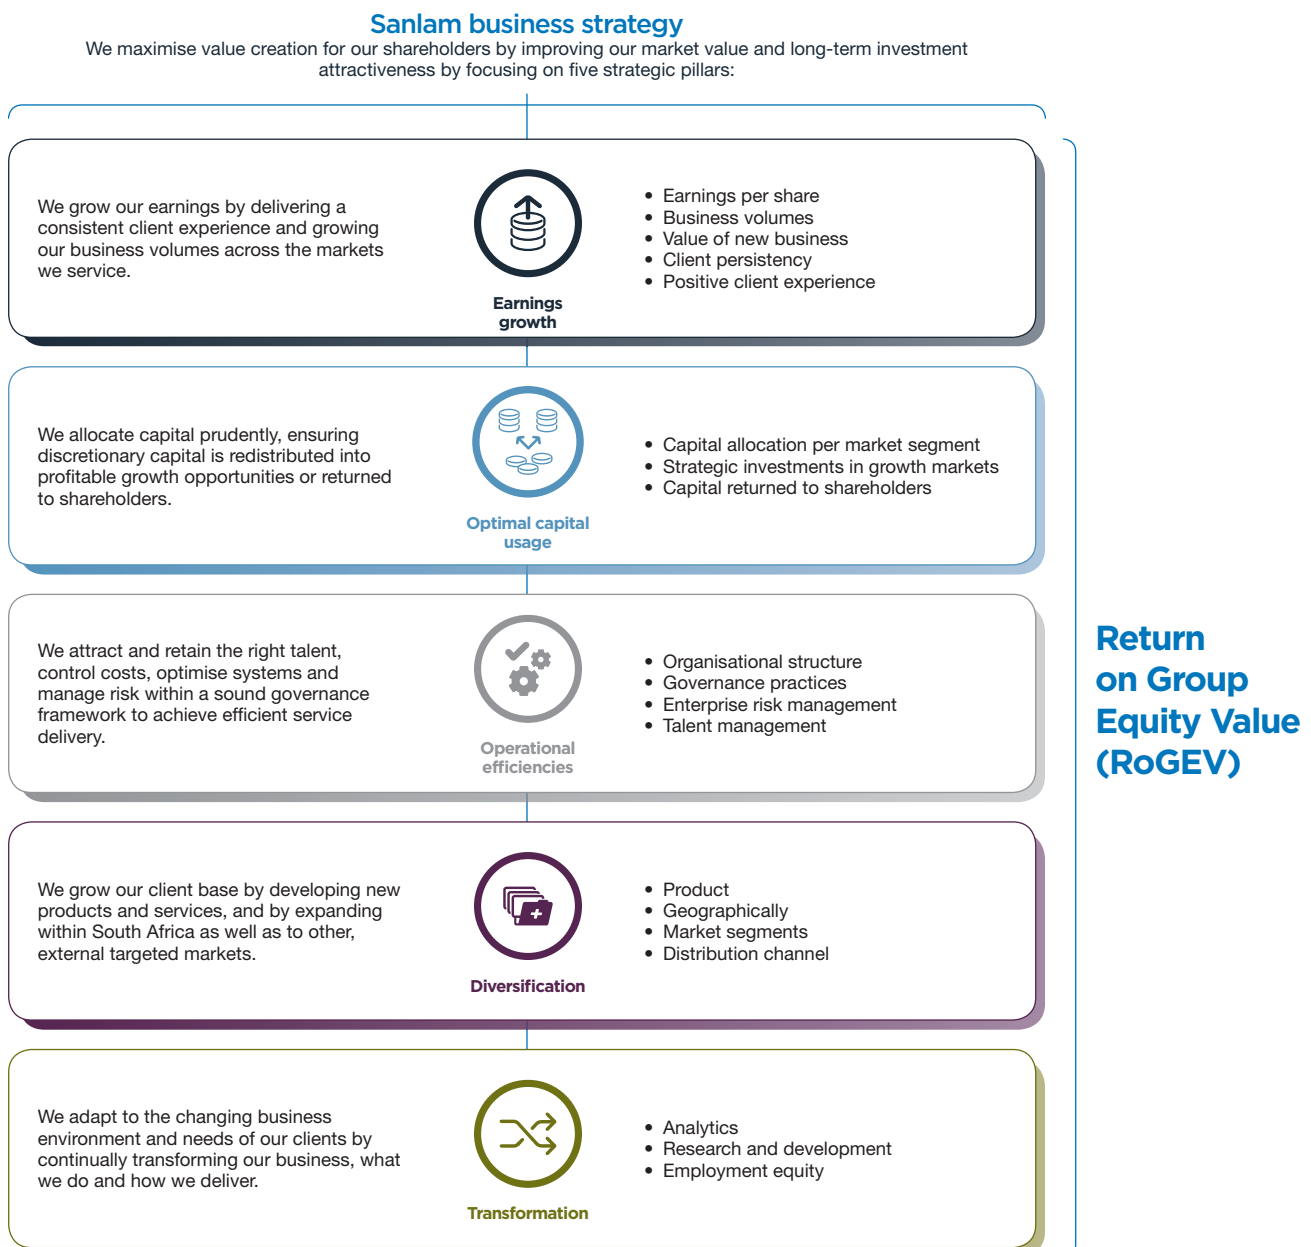 Sanlam business strategy
We maximise value creation for our shareholders by improving our market value and long-term investment
attractiveness by focusing on five strategic pillars:
We grow our earnings by delivering a
consistent client experience and growing
our business volumes across the markets
we service.
Earnings
growth
• Earnings per share
• Business volumes
• Value of new business
• Client persistency
• Positive client experience
We allocate capital prudently, ensuring
discretionary capital is redistributed into
profitable growth opportunities or returned
to shareholders.
Optimal capital
usage
• Capital allocation per market segment
• Strategic investments in growth markets
• Capital returned to shareholders
We attract and retain the right talent,
control costs, optimise systems and
manage risk within a sound governance
framework to achieve efficient service
delivery.
Operational
efficiencies
• Organisational structure
• Governance practices
• Enterprise risk management
• Talent management
We grow our client base by developing new
products and services, and by expanding
within South Africa as well as to other,
external targeted markets.
Diversification
• Product
• Geographically
• Market segments
• Distribution channel
We adapt to the changing business
environment and needs of our clients by
continually transforming our business, what
we do and how we deliver.
Transformation
• Analytics
• Research and development
• Employment equity
Return
on Group
Equity Value
(RoGEV)